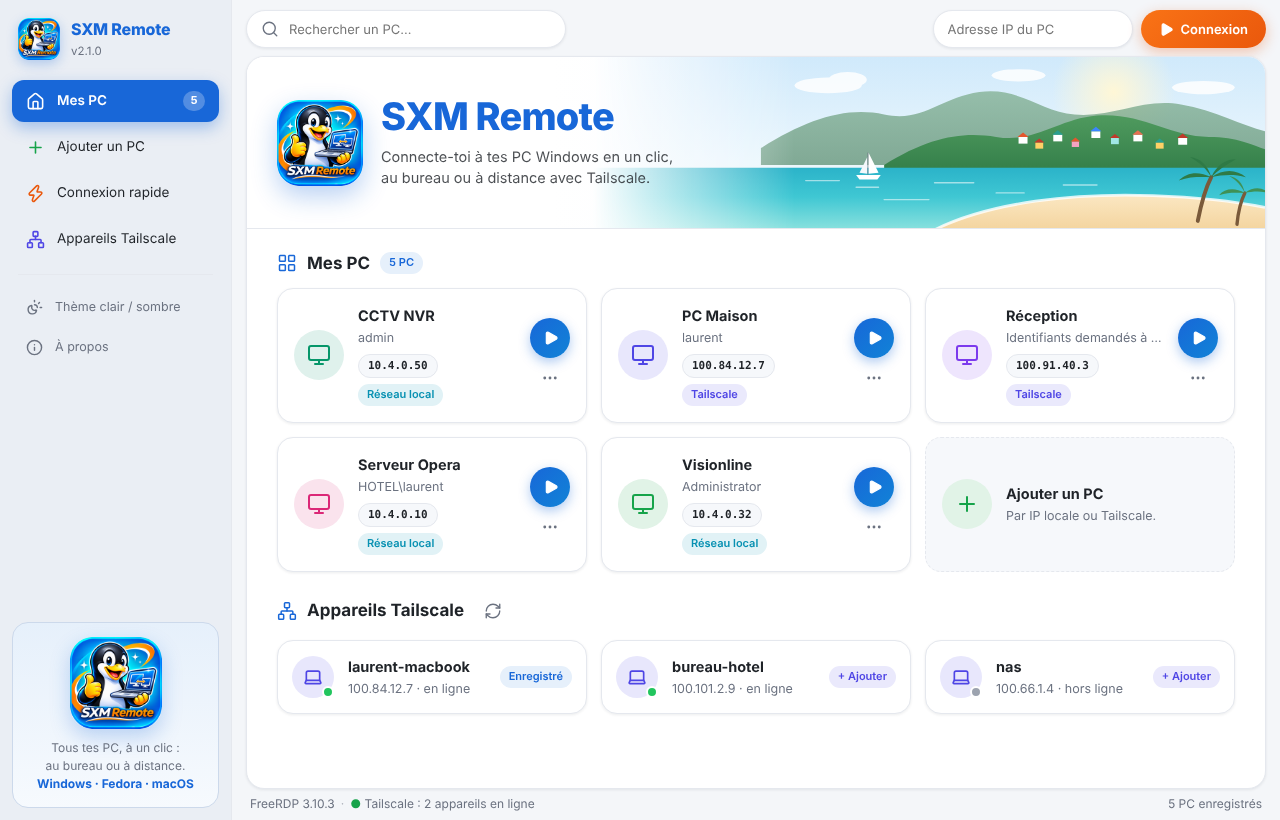 SXM Remote
SXM Remote
v2.1.0
Mes PC
5
Ajouter un PC
Connexion rapide
Appareils Tailscale
Thème clair / sombre
À propos
SXM Remote
Tous tes PC, à un clic :
au bureau ou à distance.
Windows · Fedora · macOS
Rechercher un PC...
Adresse IP du PC
Connexion
SXM Remote
SXM Remote
Connecte-toi à tes PC Windows en un clic,
au bureau ou à distance avec Tailscale.
Mes PC
5 PC
CCTV NVR
admin
10.4.0.50
Réseau local
PC Maison
laurent
100.84.12.7
Tailscale
Réception
Identifiants demandés à ...
100.91.40.3
Tailscale
Serveur Opera
HOTEL\laurent
10.4.0.10
Réseau local
Visionline
Administrator
10.4.0.32
Réseau local
Ajouter un PC
Par IP locale ou Tailscale.
Appareils Tailscale
laurent-macbook
100.84.12.7 · en ligne
Enregistré
bureau-hotel
100.101.2.9 · en ligne
+ Ajouter
nas
100.66.1.4 · hors ligne
+ Ajouter
FreeRDP 3.10.3 · Tailscale : 2 appareils en ligne
5 PC enregistrés